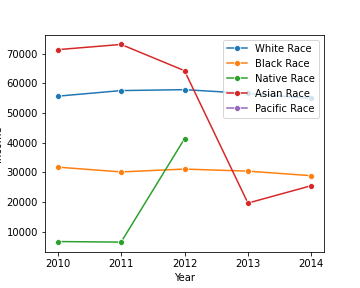 White Race
Black Race
Native Race
Asian Race
Pacific Race
70000
60000
50000
40000
30000
20000
10000
2010 2011 2012 2013 2014
Year